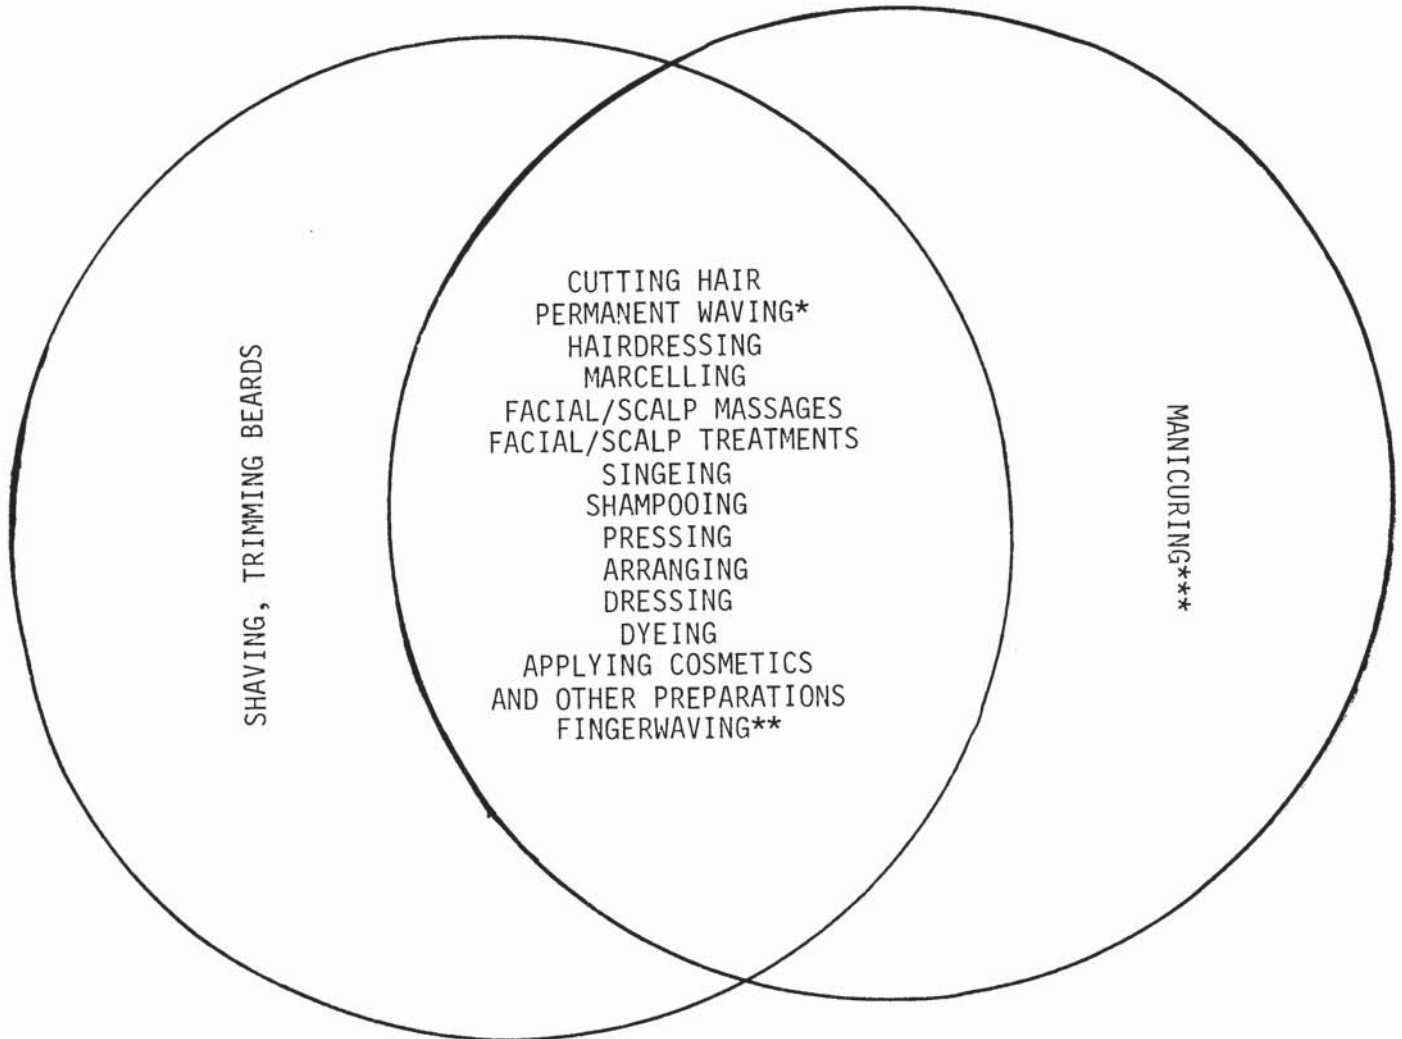 SHAVING, TRIMMING BEARDS
CUTTING HAIR
PERMANENT WAVING*
HAIRDRESSING
MARCELLING
FACIAL/SCALP MASSAGES
FACIAL/SCALP TREATMENTS
SINGEING
SHAMPOOING
PRESSING
ARRANGING
DRESSING
DYEING
APPLYING COSMETICS
AND OTHER PREPARATIONS
FINGERWAVING**
MANICURING***